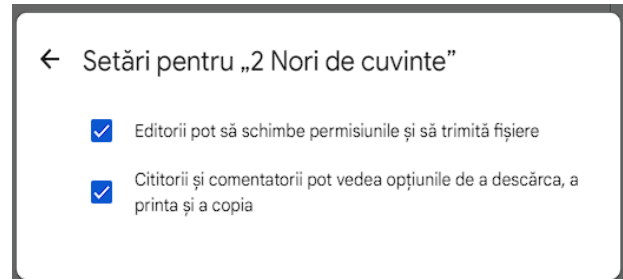 Setări pentru „2 Nori de cuvinte”
Editorii pot să schimbe permisiunile și să trimită fișiere
Cititorii și comentatorii pot vedea opțiunile de a descărca, a
printa și a copia